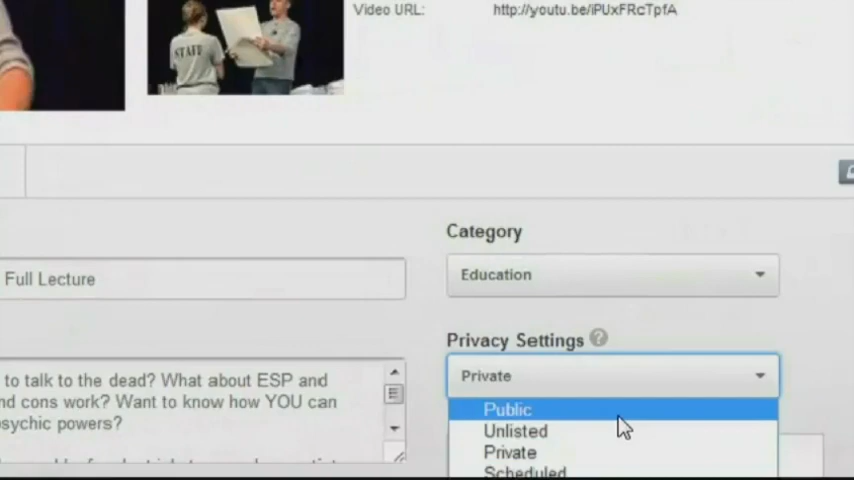 Video URL: http://youtu.be/iPUxFRcTpfA
STAFF
Category
Full Lecture
Education
Privacy Settings ?
Private
to talk to the dead? What about ESP and
nd cons work? Want to know how YOU can
sychic powers?
Public
Unlisted
Private
Scheduled